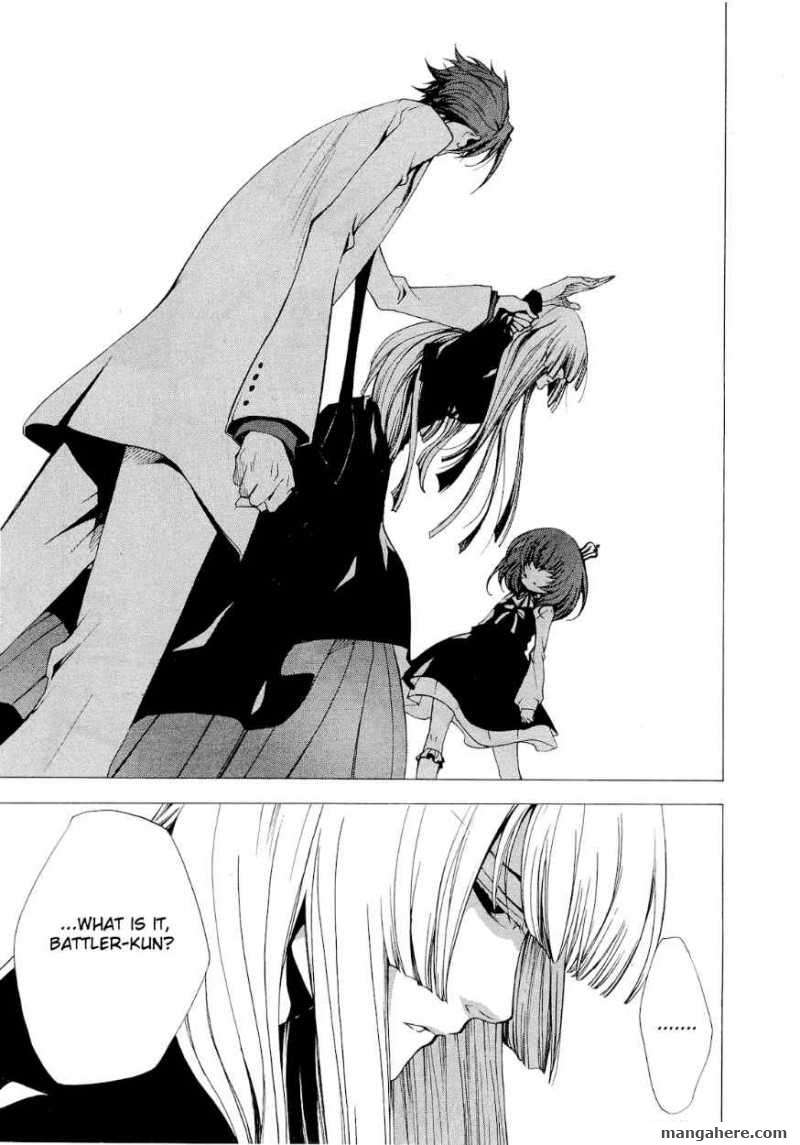 ...WHAT IS IT,
BATTLER-KUN?
.......
mangahere.com